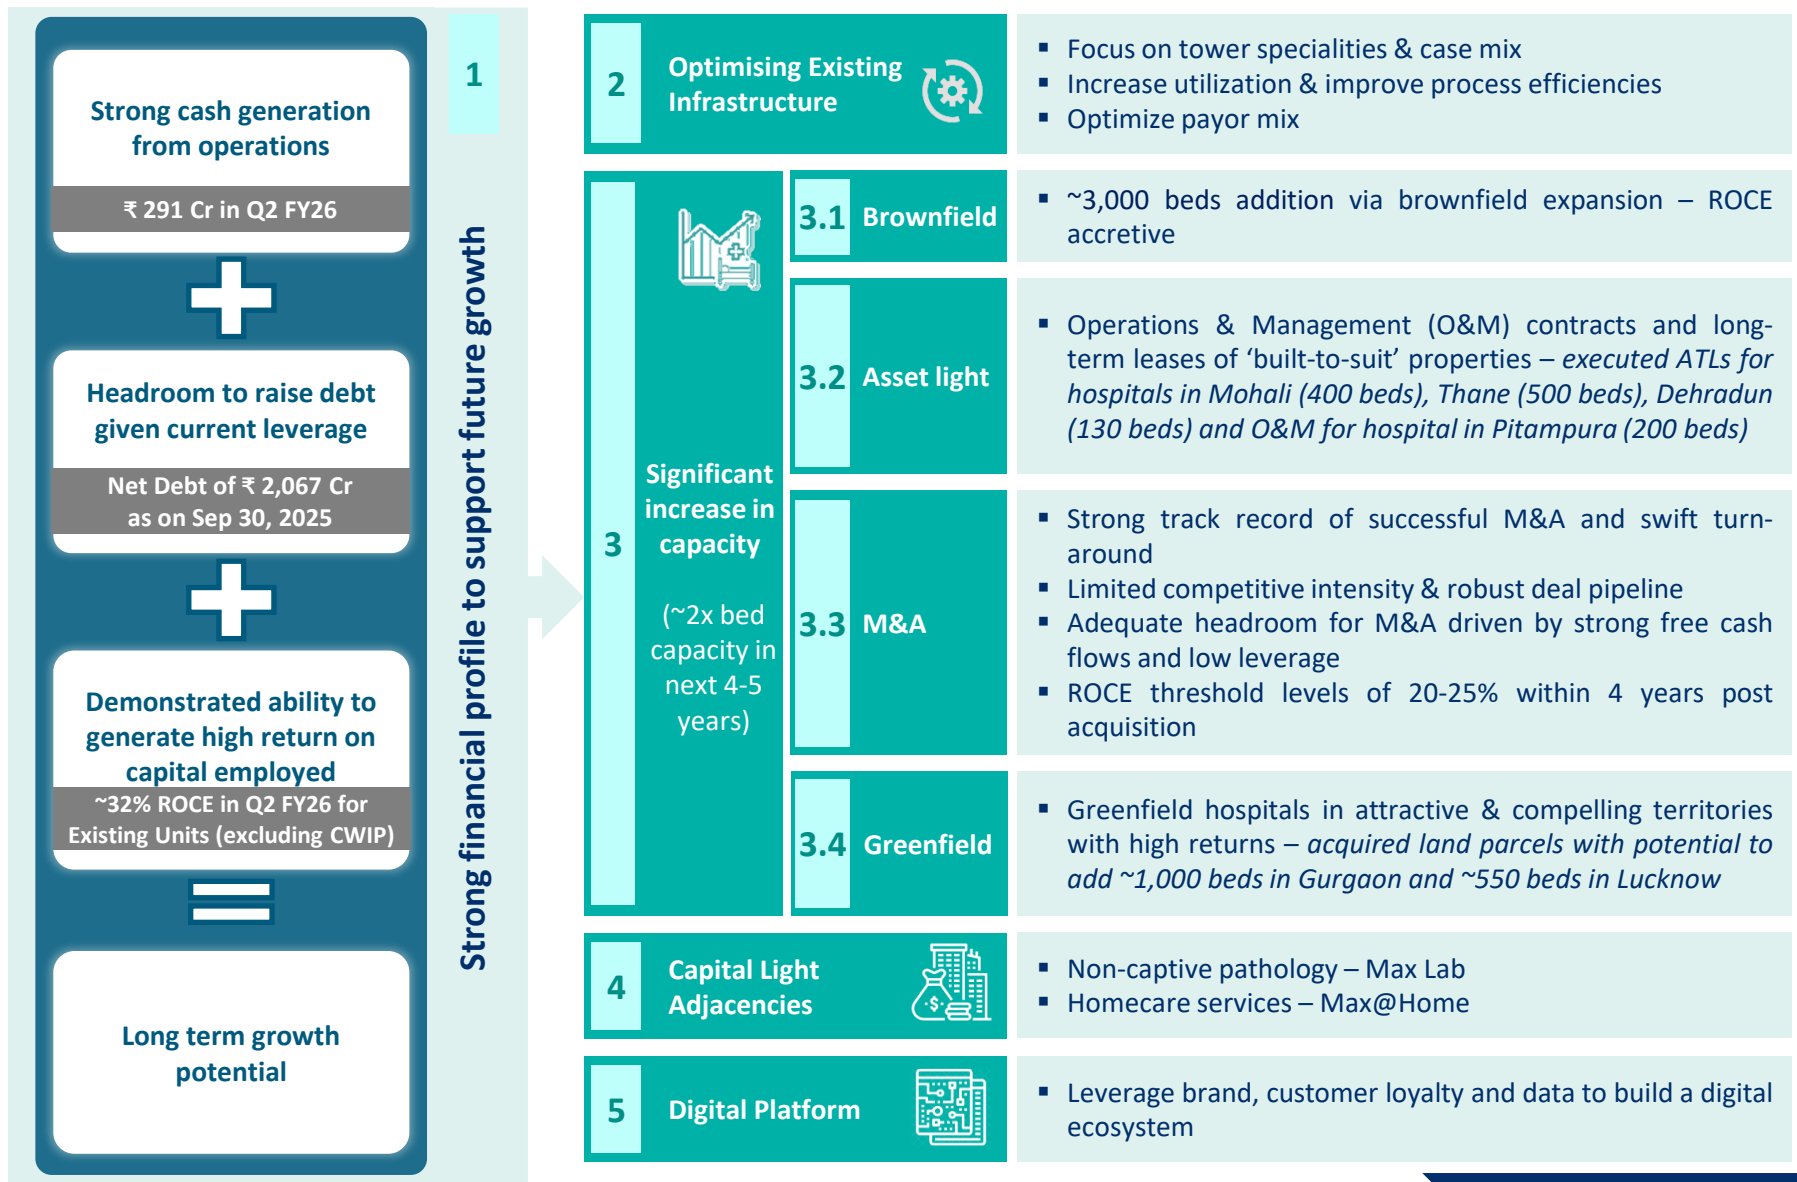 Strong cash generation
from operations
₹ 291 Cr in Q2 FY26
Headroom to raise debt
given current leverage
Net Debt of ₹ 2,067 Cr
as on Sep 30, 2025
Demonstrated ability to
generate high return on
capital employed
~32% ROCE in Q2 FY26 for
Existing Units (excluding CWIP)
Long term growth
potential
1
Strong financial profile to support future growth
2
Optimising Existing
Infrastructure
▪ Focus on tower specialities & case mix
▪ Increase utilization & improve process efficiencies
▪ Optimize payor mix
3
Significant
increase in
capacity
(~2x bed
capacity in
next 4-5
years)
3.1 Brownfield
▪ ~3,000 beds addition via brownfield expansion – ROCE
accretive
3.2 Asset light
▪ Operations & Management (O&M) contracts and long-
term leases of ‘built-to-suit’ properties – executed ATLs for
hospitals in Mohali (400 beds), Thane (500 beds), Dehradun
(130 beds) and O&M for hospital in Pitampura (200 beds)
3.3 M&A
▪ Strong track record of successful M&A and swift turn-
around
▪ Limited competitive intensity & robust deal pipeline
▪ Adequate headroom for M&A driven by strong free cash
flows and low leverage
▪ ROCE threshold levels of 20-25% within 4 years post
acquisition
3.4 Greenfield
▪ Greenfield hospitals in attractive & compelling territories
with high returns – acquired land parcels with potential to
add ~1,000 beds in Gurgaon and ~550 beds in Lucknow
4
Capital Light
Adjacencies
▪ Non-captive pathology – Max Lab
▪ Homecare services – Max@Home
5
Digital Platform
▪ Leverage brand, customer loyalty and data to build a digital
ecosystem